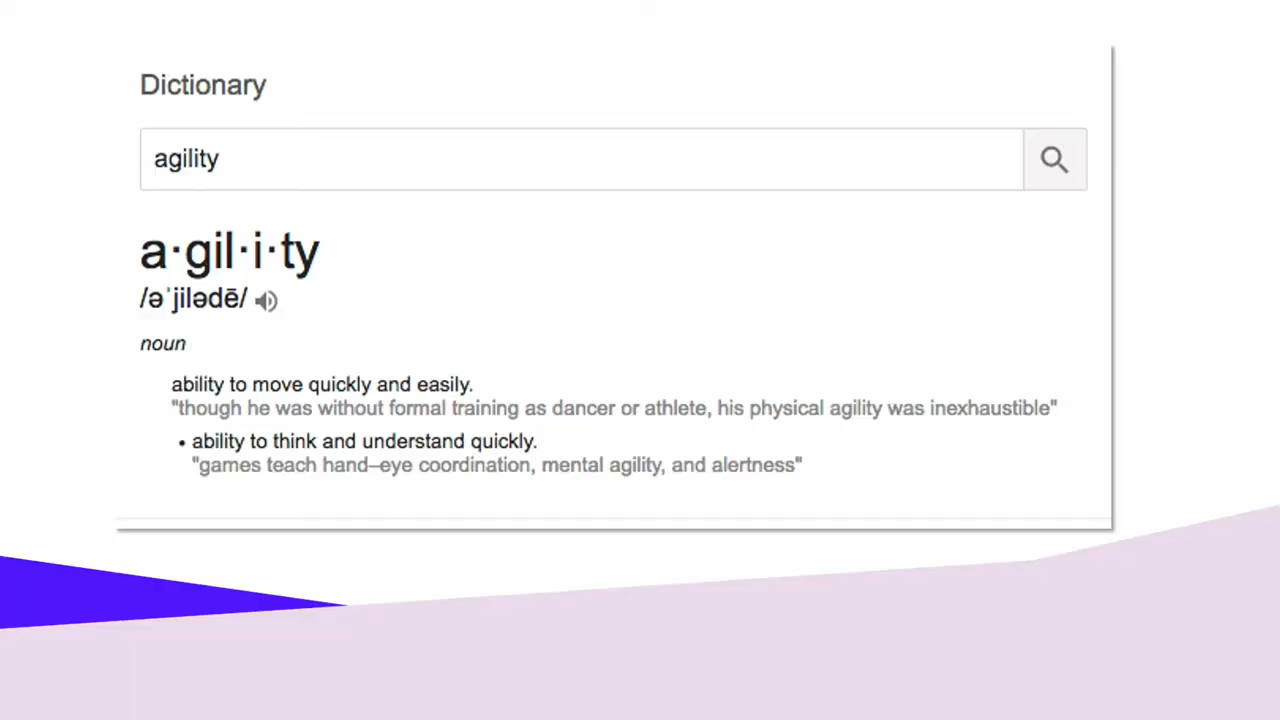 Dictionary
agility
a·gil·i·ty
/əˈjilədē/
noun
ability to move quickly and easily.
"though he was without formal training as dancer or athlete, his physical agility was inexhaustible"
• ability to think and understand quickly.
"games teach hand–eye coordination, mental agility, and alertness"